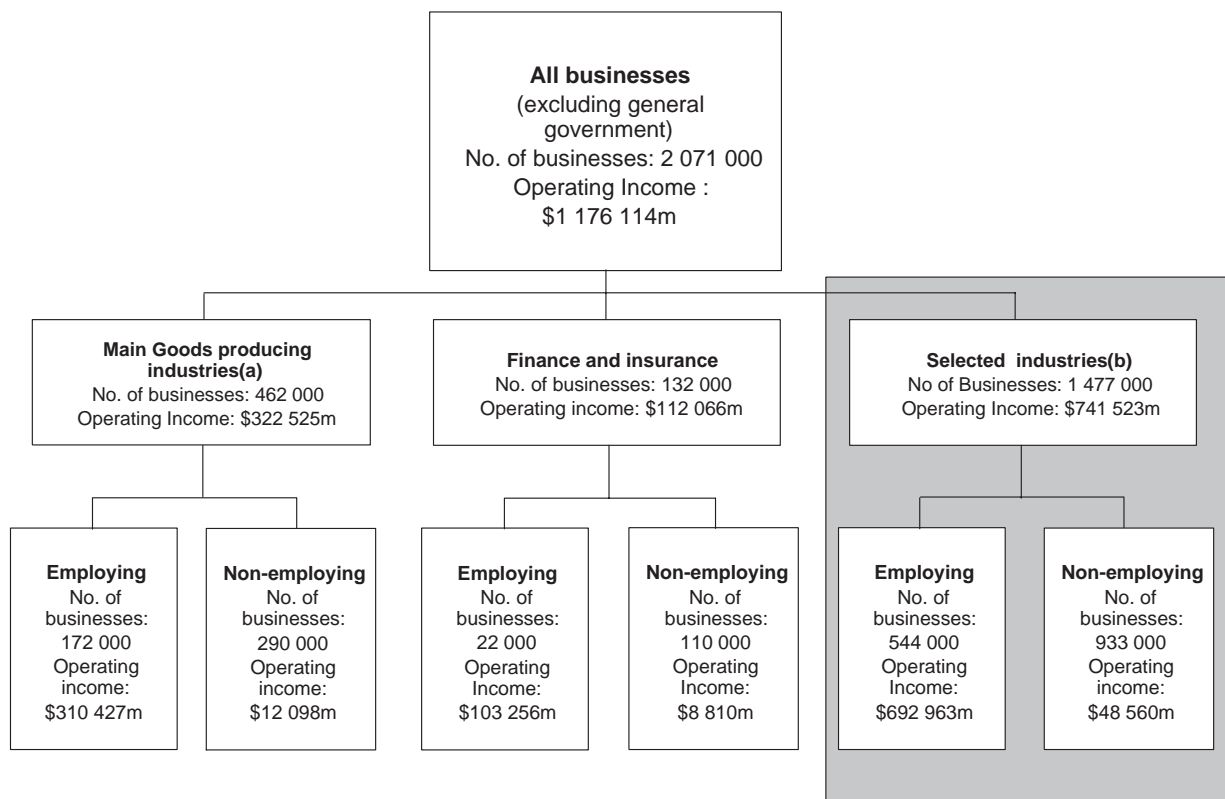 All businesses
(excluding general
government)
No. of businesses: 2 071 000
Operating Income :
$1 176 114m
Main Goods producing
industries(a)
No. of businesses: 462 000
Operating Income: $322 525m
Finance and insurance
No. of businesses: 132 000
Operating income: $112 066m
Selected industries(b)
No of Businesses: 1 477 000
Operating Income: $741 523m
Employing
No. of
businesses:
172 000
Operating
income:
$310 427m
Non-employing
No. of
businesses:
290 000
Operating
income:
$12 098m
Employing
No. of
businesses:
22 000
Operating
Income:
$103 256m
Non-employing
No. of
businesses:
110 000
Operating
Income:
$8 810m
Employing
No. of
businesses:
544 000
Operating
Income:
$692 963m
Non-employing
No. of
businesses:
933 000
Operating
income:
$48 560m